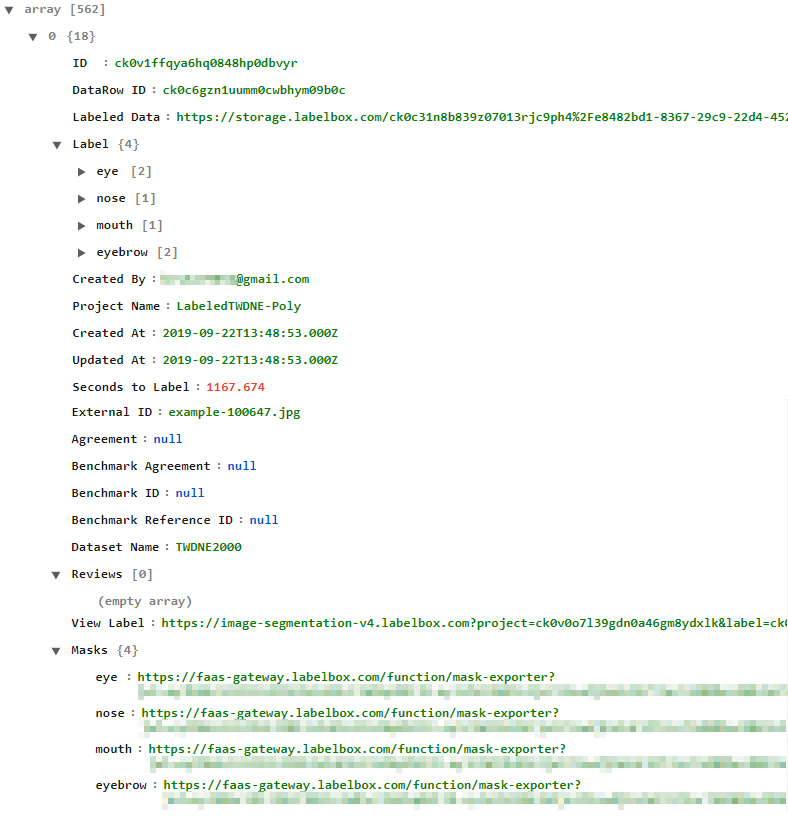 array [562]
0 {18}
ID : ck0v1ffqya6hq0848hp0dbvyr
DataRow ID : ck0c6gzn1uumm0cwbhym09b0c
Labeled Data : https://storage.labelbox.com/ck0c31n8b839z07013rjc9ph4%2Fe8482bd1-8367-29c9-22d4-452
Label {4}
eye [2]
nose [1]
mouth [1]
eyebrow [2]
Created By : @gmail.com
Project Name : LabeledTWDNE-Poly
Created At : 2019-09-22T13:48:53.000Z
Updated At : 2019-09-22T13:48:53.000Z
Seconds to Label : 1167.674
External ID : example-100647.jpg
Agreement : null
Benchmark Agreement : null
Benchmark ID : null
Benchmark Reference ID : null
Dataset Name : TWDNE2000
Reviews [0]
(empty array)
View Label : https://image-segmentation-v4.labelbox.com?project=ck0v0o7l39gdn0a46gm8ydxlk&label=ck0
Masks {4}
eye : https://faas-gateway.labelbox.com/function/mask-exporter?
nose : https://faas-gateway.labelbox.com/function/mask-exporter?
mouth : https://faas-gateway.labelbox.com/function/mask-exporter?
eyebrow : https://faas-gateway.labelbox.com/function/mask-exporter?